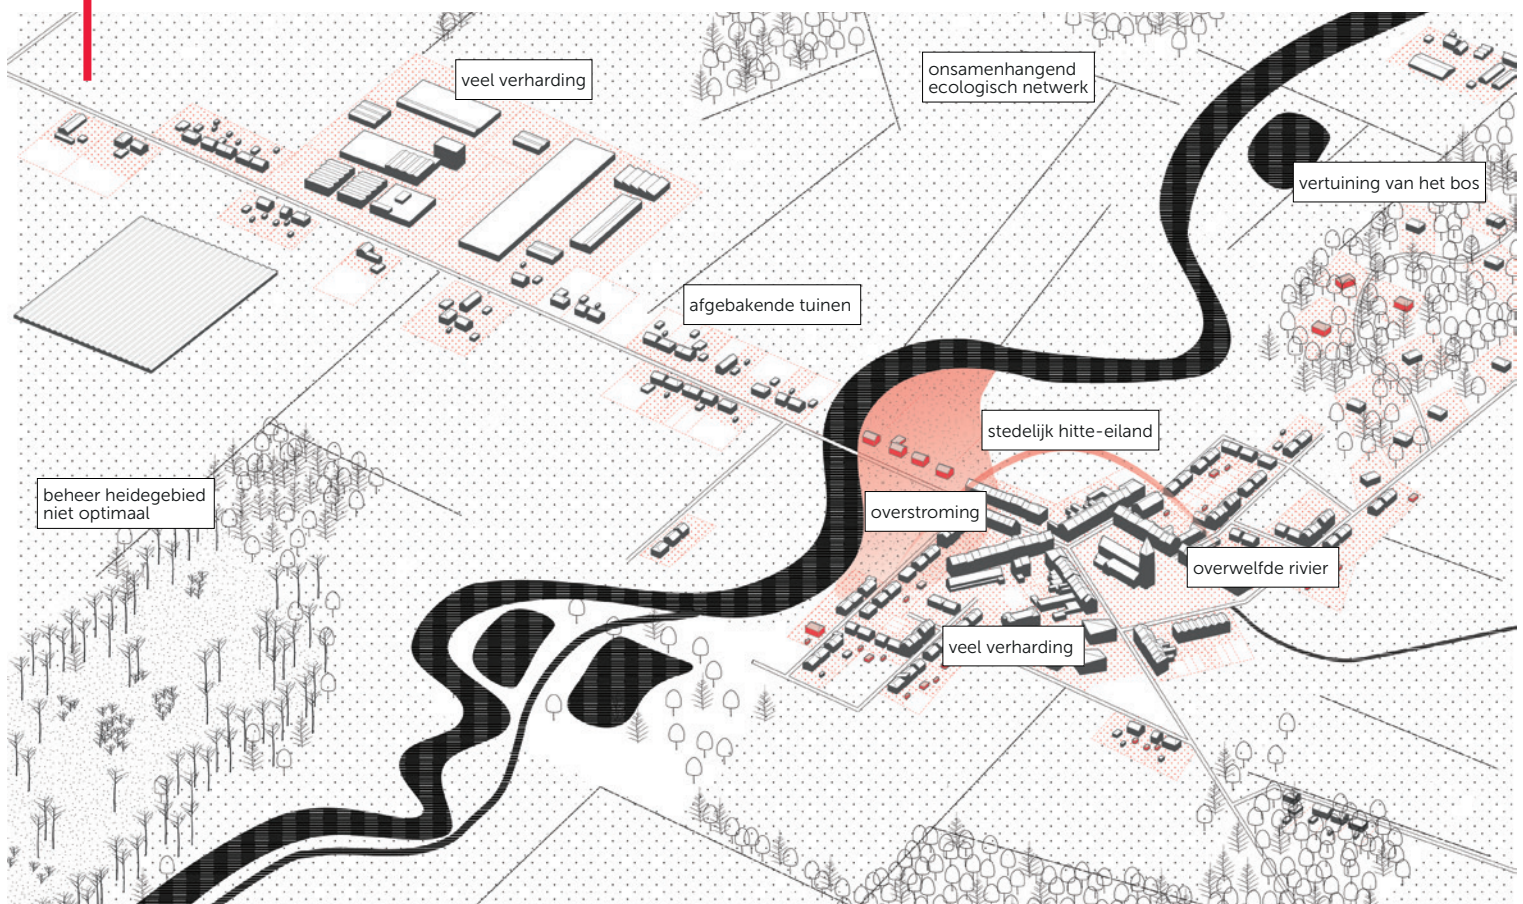 veel verharding
onsamenhangend
ecologisch netwerk
vertuining van het bos
afgebakende tuinen
stedelijk hitte-eiland
beheer heidegebied
niet optimaal
overstroming
overwelfde rivier
veel verharding